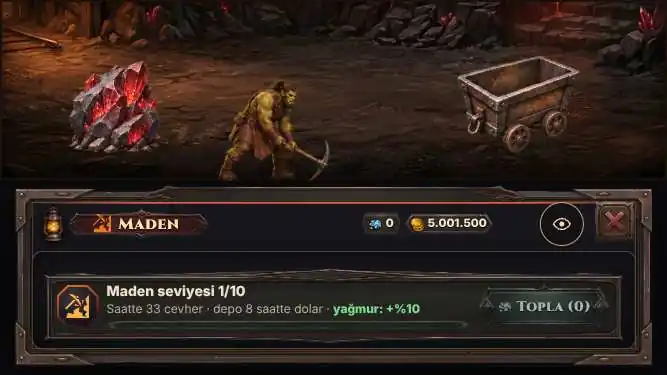 MADEN
0
5.001.500
Maden seviyesi 1/10
Saatte 33 cevher · depo 8 saatte dolar · yağmur: +%10
TOPLA (0)